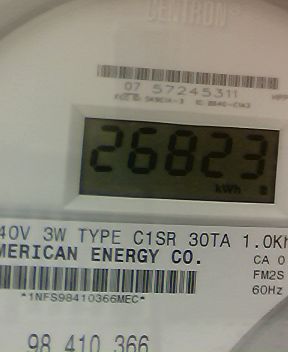 CENTRON®
07 57245311
26823
kWh
40V 3W TYPE C1SR 30TA 1.0Kh
MERICAN ENERGY CO.
CA 0
FM2S
60Hz
*1NFS98410366MEC*
98 410 366